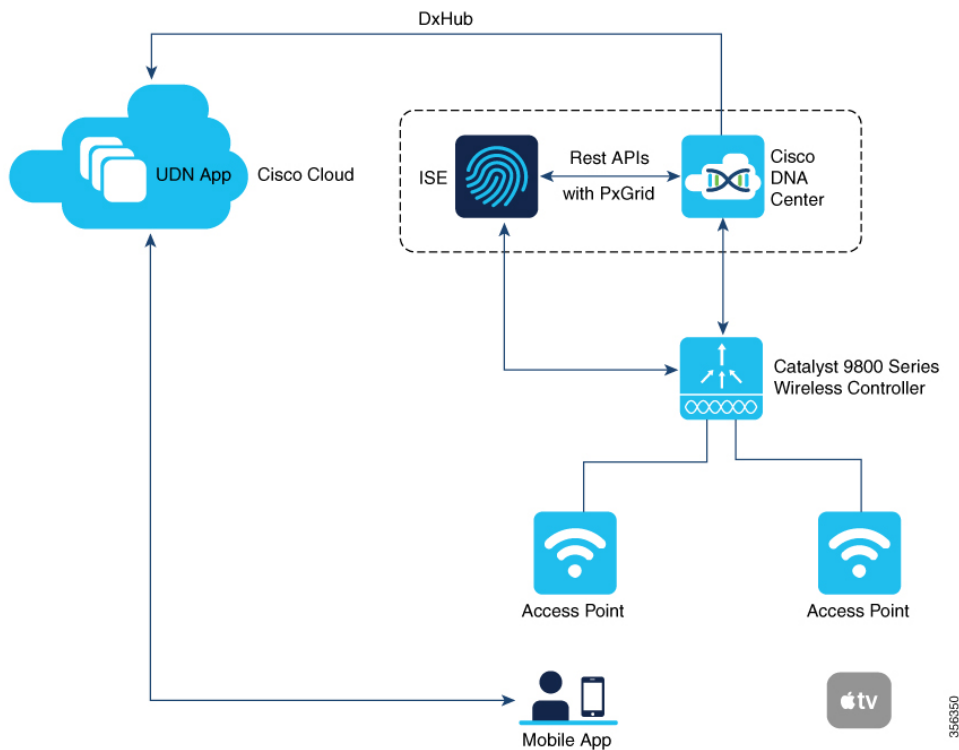 DxHub
UDN App
Cisco Cloud
ISE
Rest APIs
with PxGrid
Cisco
DNA
Center
Catalyst 9800 Series
Wireless Controller
Access Point
Access Point
tv
Mobile App
356350